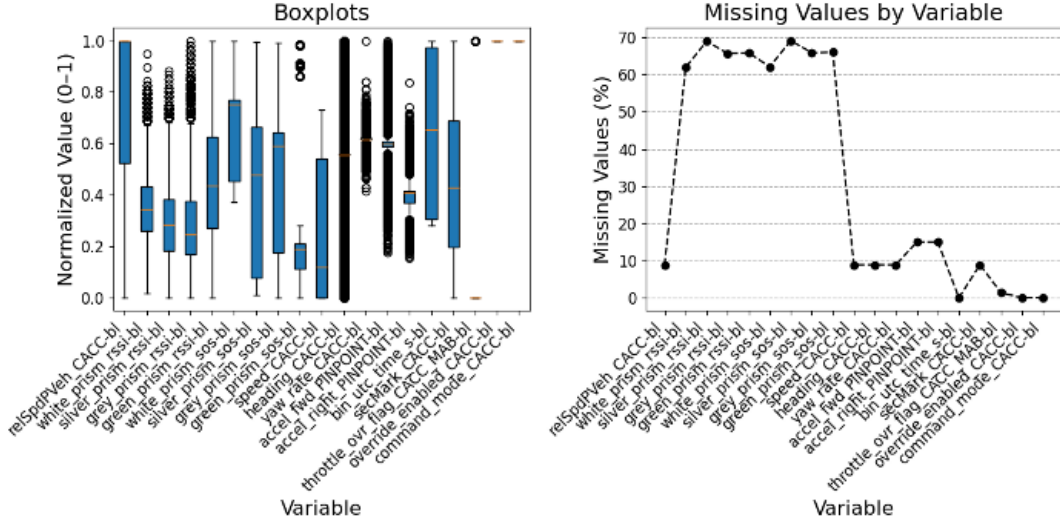 Boxplots
Normalized Value (0–1)
1.0
0.8
0.6
0.4
0.2
0.0
relSpdPVeh_CACC-bl
white_prism_rssi-bl
silver_prism_rssi-bl
grey_prism_rssi-bl
green_prism_rssi-bl
white_prism_sos-bl
silver_prism_sos-bl
grey_prism_sos-bl
green_prism_sos-bl
speed_CACC-bl
heading_CACC-bl
yaw_rate_CACC-bl
accel_fwd_PINPOINT-bl
accel_right_PINPOINT-bl
bin_utc_time_s-bl
secMark_CACC-bl
throttle_ovr_flag_CACC_MAB-bl
override_enabled_CACC-bl
command_mode_CACC-bl
Variable
Missing Values by Variable
Missing Values (%)
70
60
50
40
30
20
10
0
relSpdPVeh_CACC-bl
white_prism_rssi-bl
silver_prism_rssi-bl
grey_prism_rssi-bl
green_prism_rssi-bl
white_prism_sos-bl
silver_prism_sos-bl
grey_prism_sos-bl
green_prism_sos-bl
speed_CACC-bl
heading_CACC-bl
yaw_rate_CACC-bl
accel_fwd_PINPOINT-bl
accel_right_PINPOINT-bl
bin_utc_time_s-bl
secMark_CACC-bl
throttle_ovr_flag_CACC_MAB-bl
override_enabled_CACC-bl
command_mode_CACC-bl
Variable